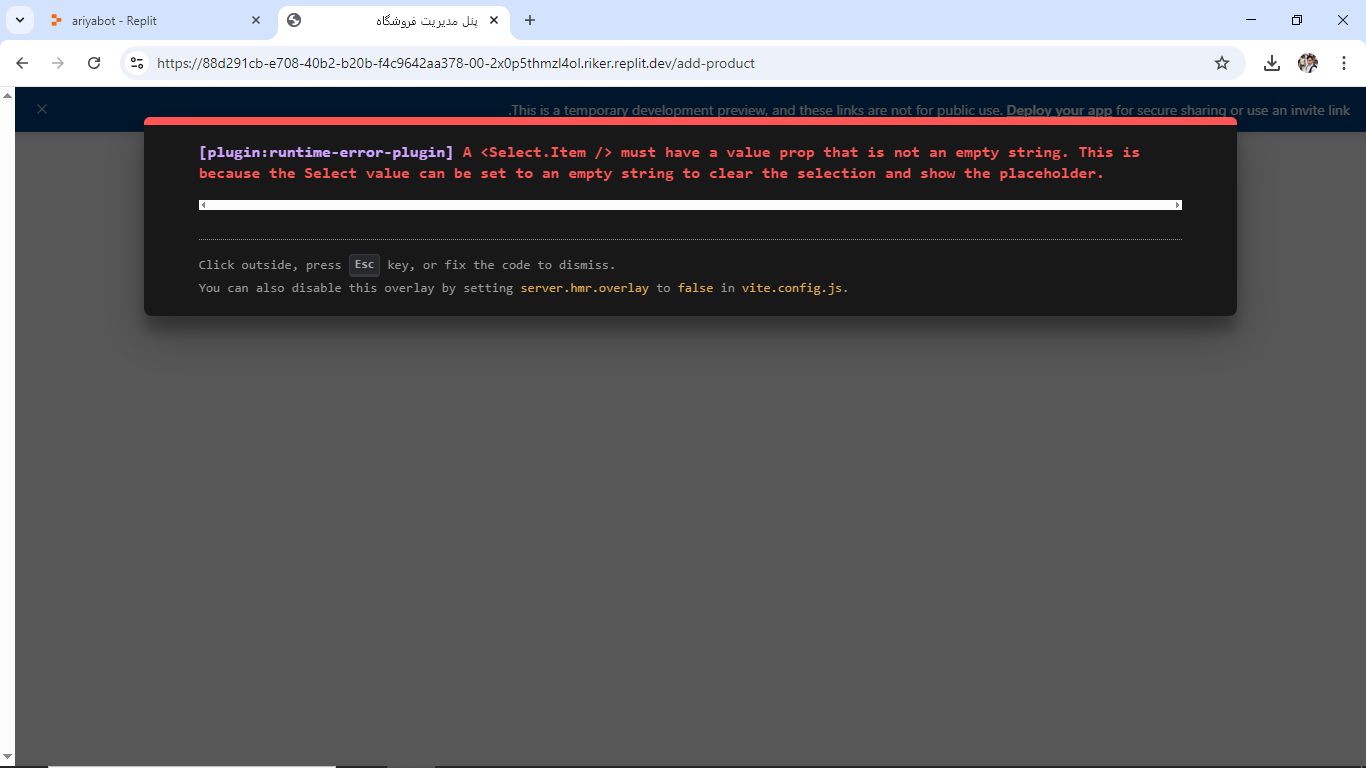 ariyabot - Replit
پنل مدیریت فروشگاه
https://88d291cb-e708-40b2-b20b-f4c9642aa378-00-2x0p5thmzl4ol.riker.replit.dev/add-product
.This is a temporary development preview, and these links are not for public use. Deploy your app for secure sharing or use an invite link
[plugin:runtime-error-plugin] A <Select.Item /> must have a value prop that is not an empty string. This is
because the Select value can be set to an empty string to clear the selection and show the placeholder.
Click outside, press Esc key, or fix the code to dismiss.
You can also disable this overlay by setting server.hmr.overlay to false in vite.config.js.